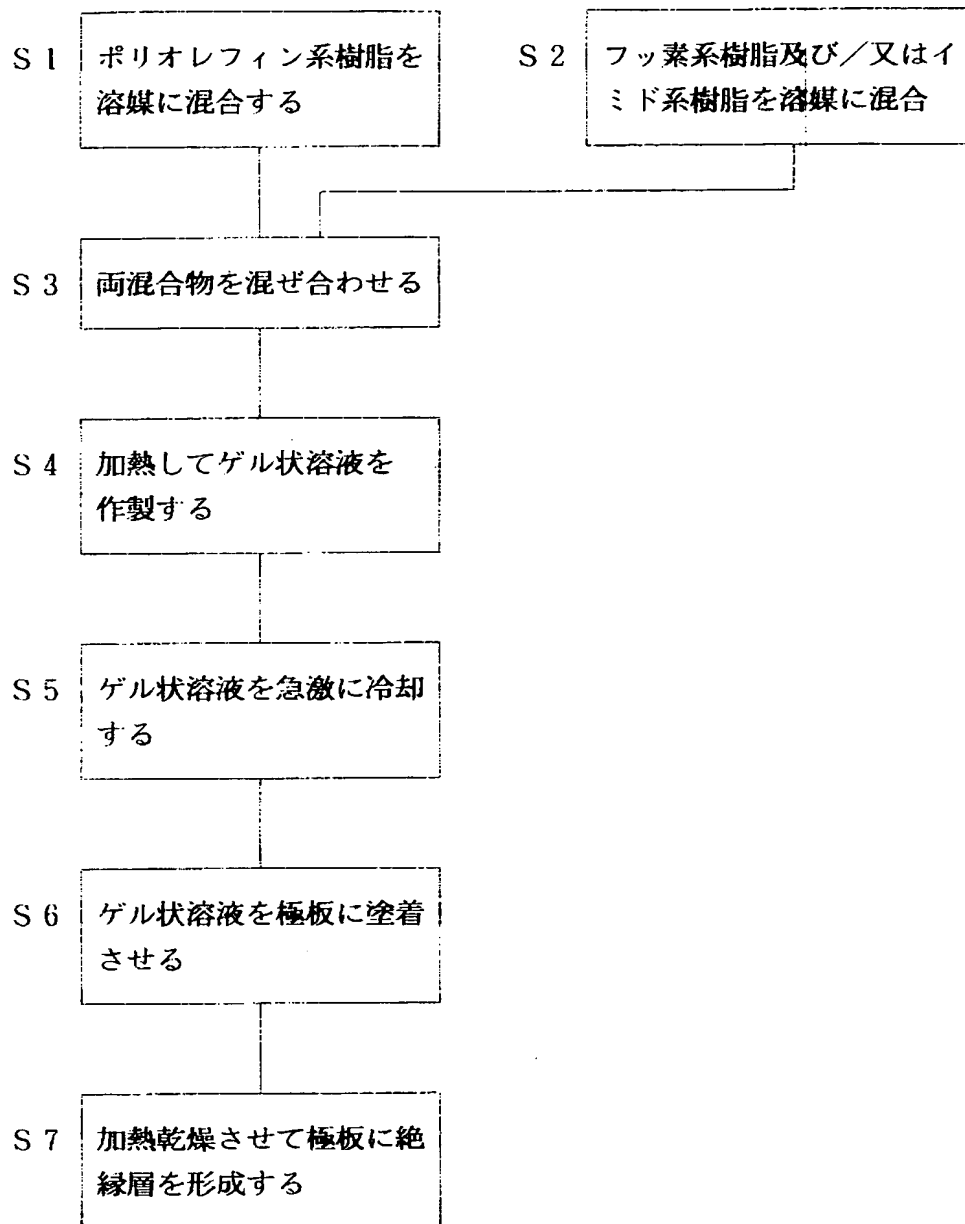 S 1
ポリオレフィン系樹脂を
溶媒に混合する
S 2
フッ素系樹脂及び／又はイ
ミド系樹脂を溶媒に混合
S 3
両混合物を混ぜ合わせる
S 4
加熱してゲル状溶液を
作製する
S 5
ゲル状溶液を急激に冷却
する
S 6
ゲル状溶液を極板に塗着
させる
S 7
加熱乾燥させて極板に絶
縁層を形成する